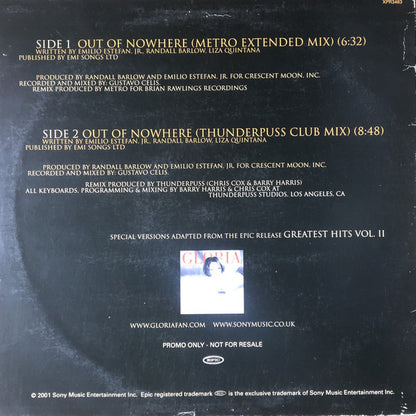 XPR3483
SIDE 1 OUT OF NOWHERE (METRO EXTENDED MIX) (6:32)
WRITTEN BY EMILIO ESTEFAN, JR., RANDALL BARLOW, LIZA QUINTANA
PUBLISHED BY EMI SONGS LTD
PRODUCED BY RANDALL BARLOW AND EMILIO ESTEFAN, JR. FOR CRESCENT MOON, INC.
RECORDED AND MIXED BY: GUSTAVO CELIS.
REMIX PRODUCED BY METRO FOR BRIAN RAWLINGS RECORDINGS
SIDE 2 OUT OF NOWHERE (THUNDERPUSS CLUB MIX) (8:48)
WRITTEN BY EMILIO ESTEFAN, JR., RANDALL BARLOW, LIZA QUINTANA
PUBLISHED BY EMI SONGS LTD
PRODUCED BY RANDALL BARLOW AND EMILIO ESTEFAN, JR. FOR CRESCENT MOON, INC.
RECORDED AND MIXED BY: GUSTAVO CELIS.
REMIX PRODUCED BY THUNDERPUSS (CHRIS COX & BARRY HARRIS)
ALL KEYBOARDS, PROGRAMMING & MIXING BY BARRY HARRIS & CHRIS COX AT
THUNDERPUSS STUDIOS, LOS ANGELES, CA
SPECIAL VERSIONS ADAPTED FROM THE EPIC RELEASE GREATEST HITS VOL. II
GLORIA
WWW.GLORIAFAN.COM WWW.SONYMUSIC.CO.UK
PROMO ONLY - NOT FOR RESALE
epic
© 2001 Sony Music Entertainment Inc. Epic registered trademark epic is the exclusive trademark of Sony Music Entertainment Inc.